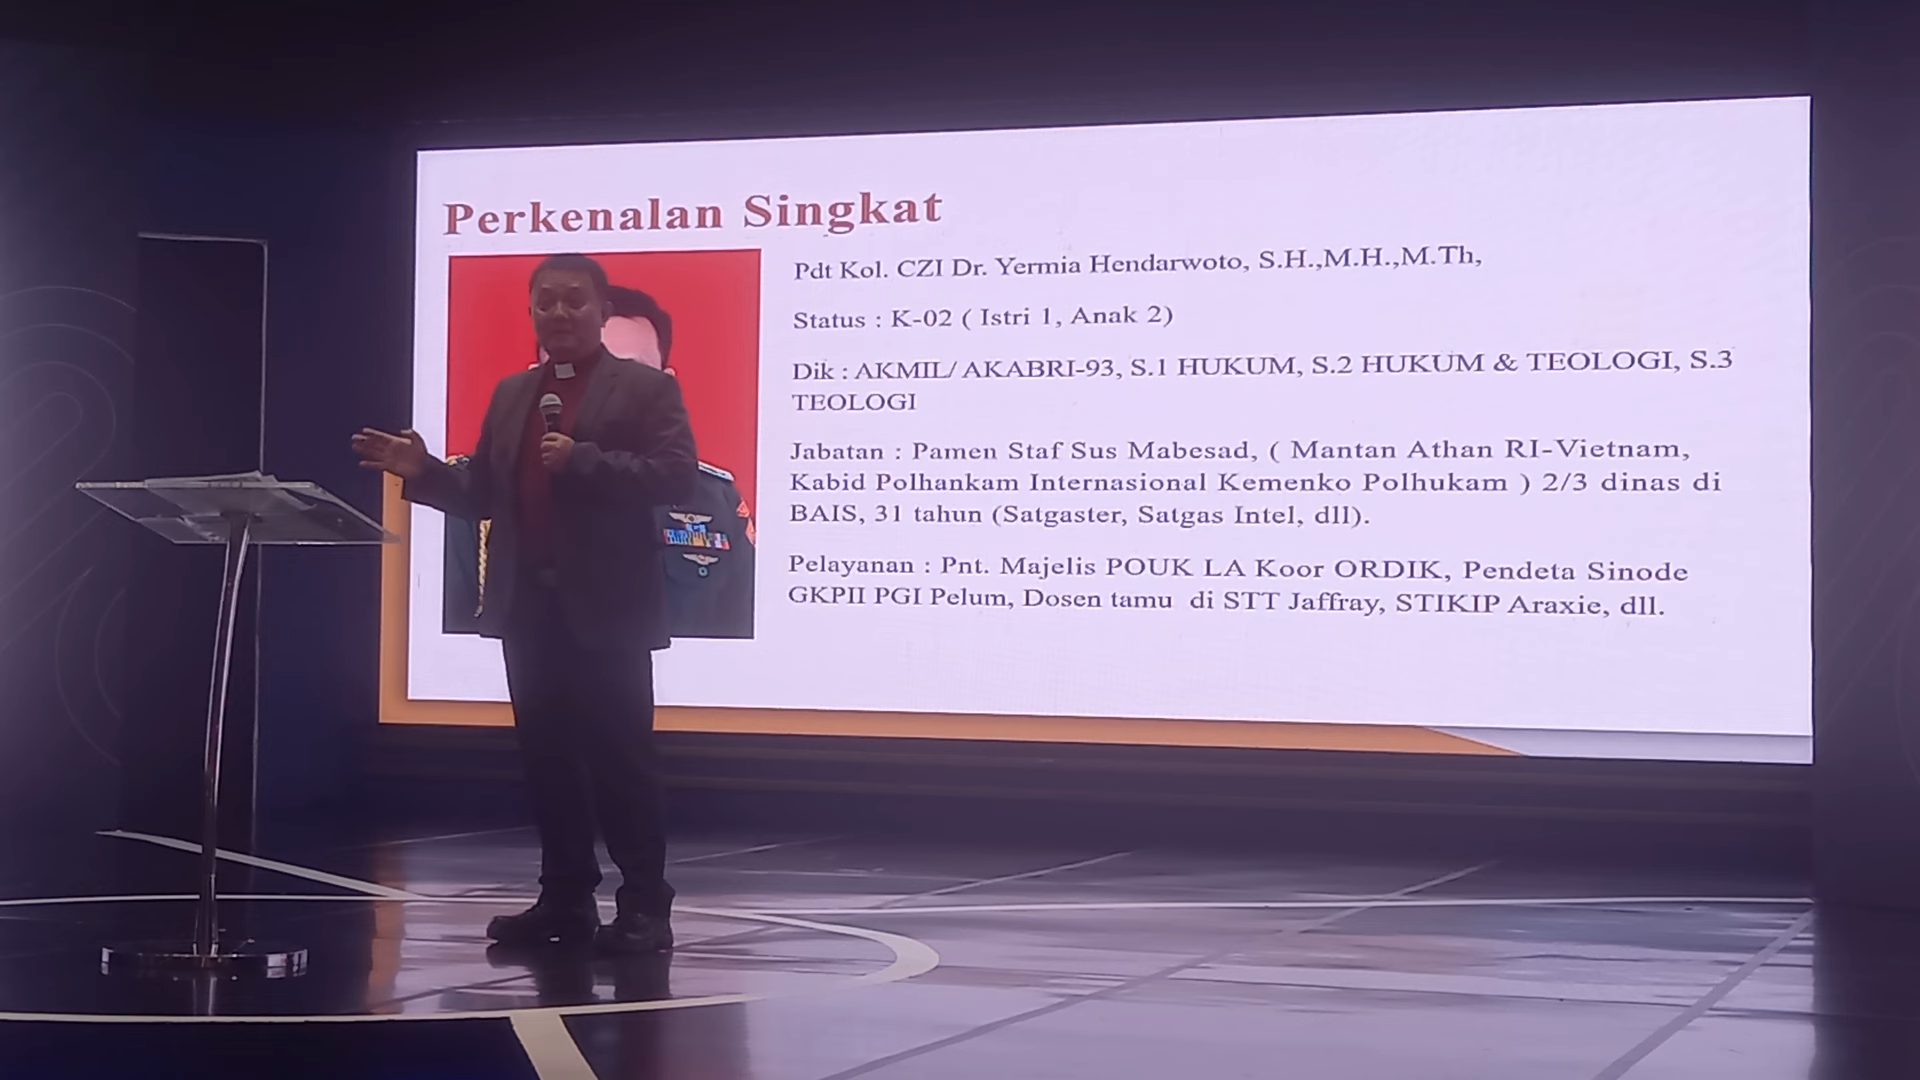 Perkenalan Singkat
Pdt Kol. CZI Dr. Yermia Hendarwoto, S.H.,M.H.,M.Th,
Status : K-02 ( Istri 1, Anak 2)
Dik : AKMIL/ AKABRI-93, S.1 HUKUM, S.2 HUKUM & TEOLOGI, S.3
TEOLOGI
Jabatan : Pamen Staf Sus Mabesad, ( Mantan Athan RI-Vietnam,
Kabid Polhankam Internasional Kemenko Polhukam ) 2/3 dinas di
BAIS, 31 tahun (Satgaster, Satgas Intel, dll).
Pelayanan : Pnt. Majelis POUK LA Koor ORDIK, Pendeta Sinode
GKPII PGI Pelum, Dosen tamu di STT Jaffray, STIKIP Araxie, dll.